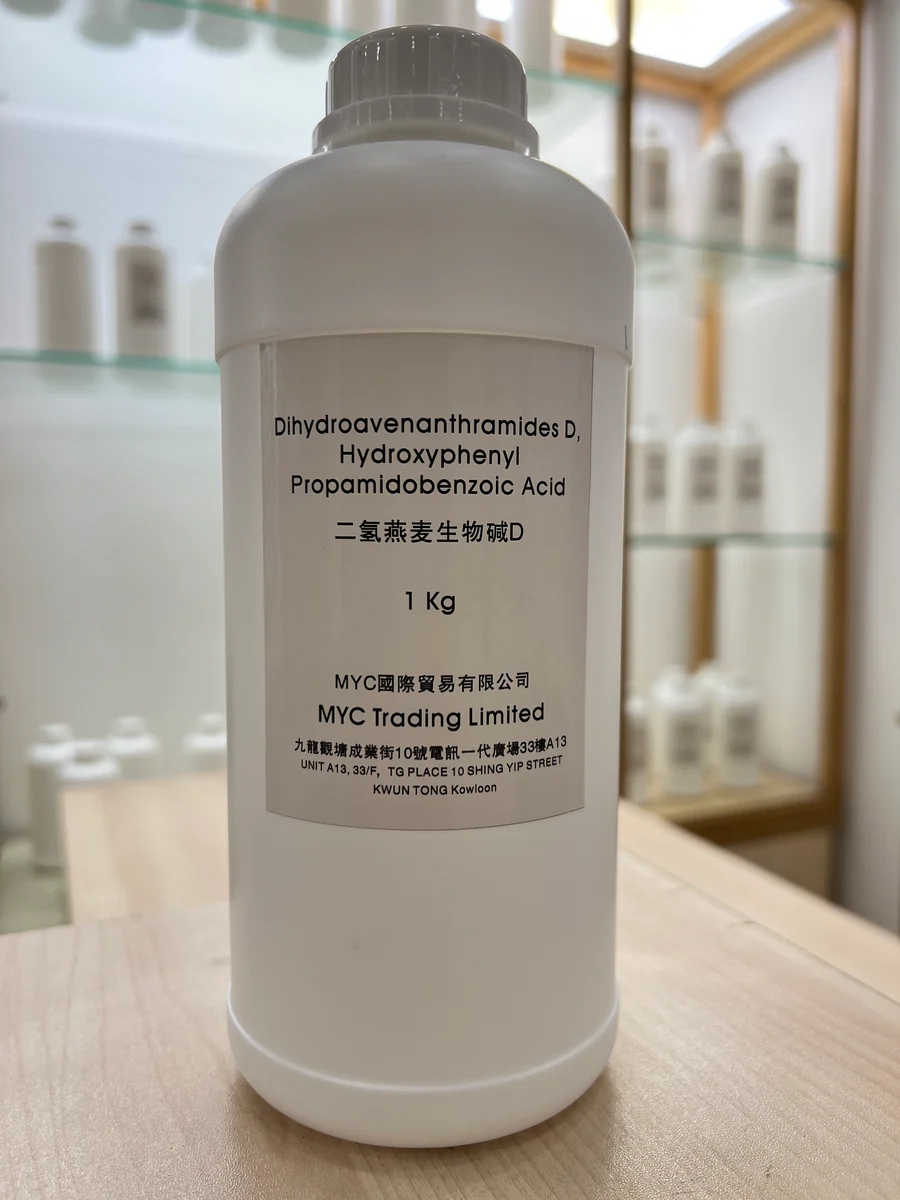 Dihydroavenanthramides D,
Hydroxyphenyl
Propamidobenzoic Acid
二氢燕麦生物碱D
1 Kg
MYC國際貿易有限公司
MYC Trading Limited
九龍觀塘成業街10號電訊一代廣場33樓A13
UNIT A13, 33/F, TG PLACE 10 SHING YIP STREET
KWUN TONG Kowloon